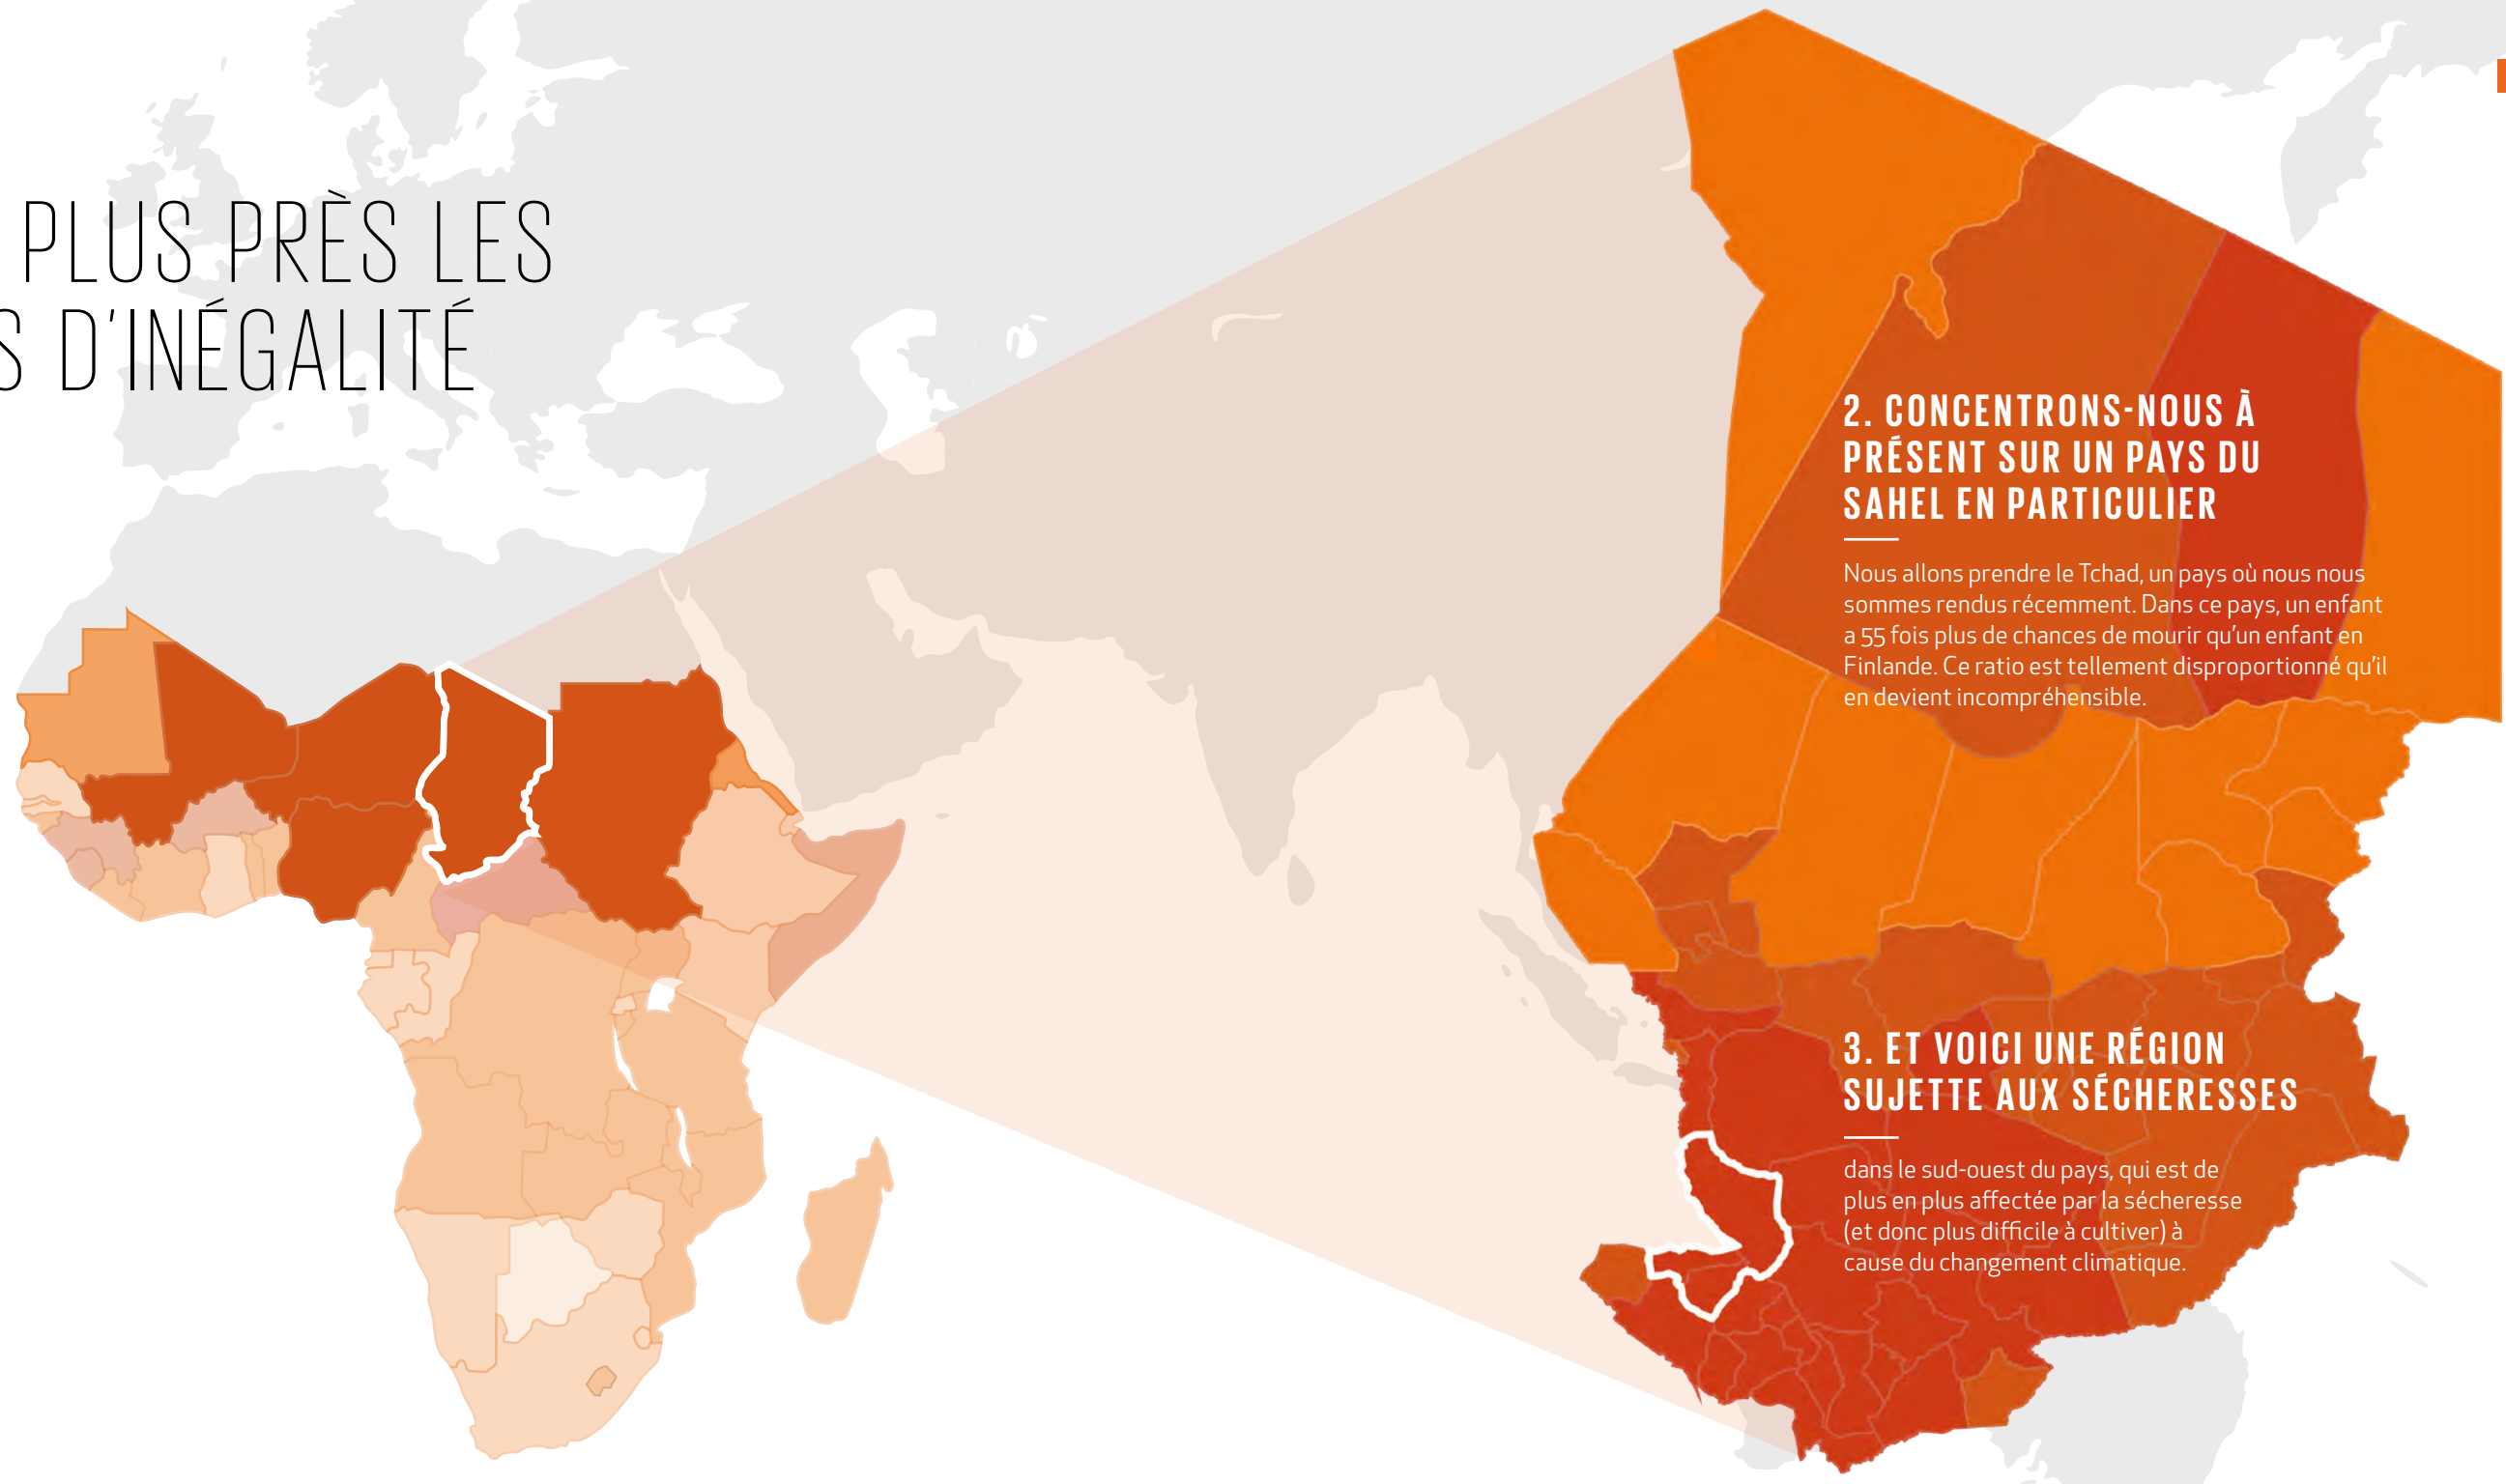 PLUS PRÈS LES
S D'INÉGALITÉ
2. CONCENTRONS-NOUS À
PRÉSENT SUR UN PAYS DU
SAHEL EN PARTICULIER
Nous allons prendre le Tchad, un pays où nous nous
sommes rendus récemment. Dans ce pays, un enfant
a 55 fois plus de chances de mourir qu'un enfant en
Finlande. Ce ratio est tellement disproportionné qu'il
en devient incompréhensible.
3. ET VOICI UNE RÉGION
SUJETTE AUX SÉCHERESSES
dans le sud-ouest du pays, qui est de
plus en plus affectée par la sécheresse
(et donc plus difficile à cultiver) à
cause du changement climatique.